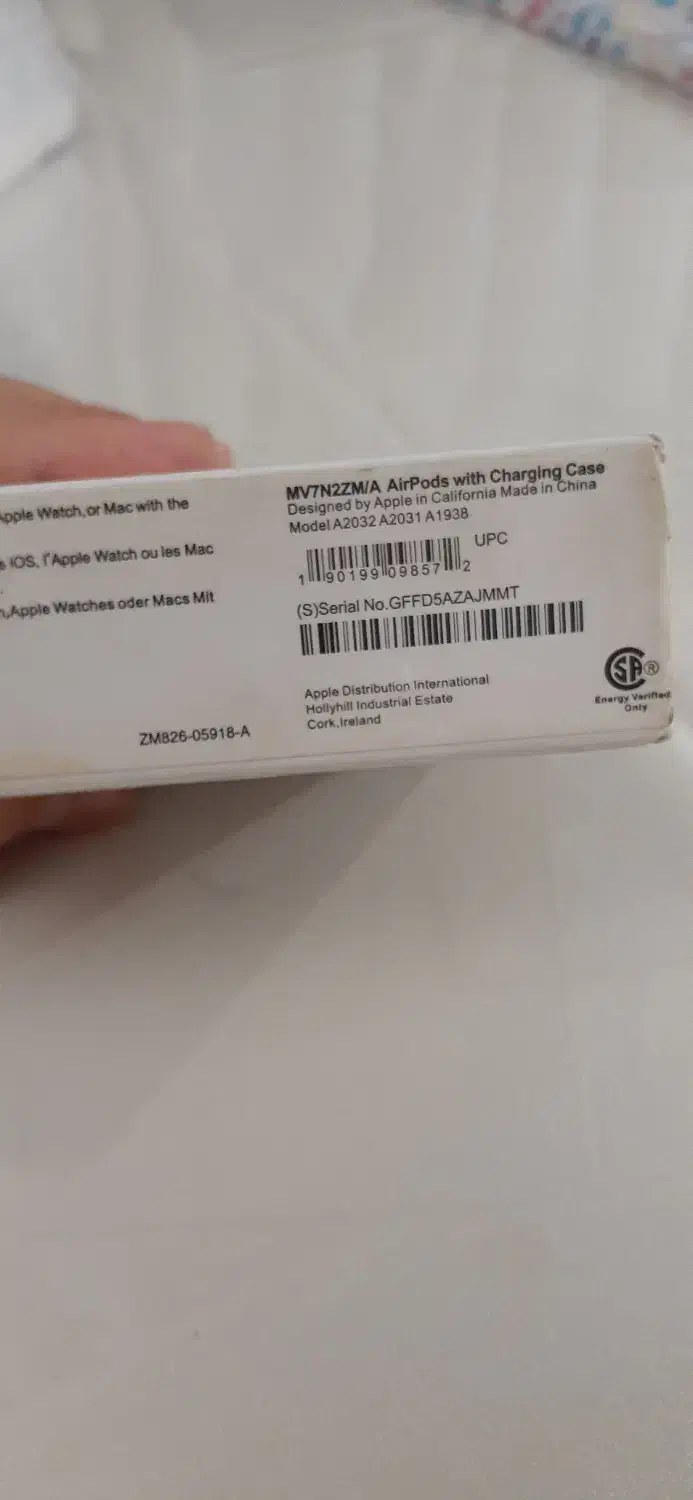 Apple Watch,or Mac with the
IOS, l'Apple Watch ou les Mac
Apple Watches oder Macs Mit
ZM826-05918-A
MV7N2ZM/A AirPods with Charging Case
Designed by Apple in California Made in China
Model A2032 A2031 A1938
UPC
1 90199 09857 2
(S)Serial No.GFFD5AZAJMMT
Apple Distribution International
Hollyhill Industrial Estate
Cork,Ireland
SA®
Energy Verified
Only